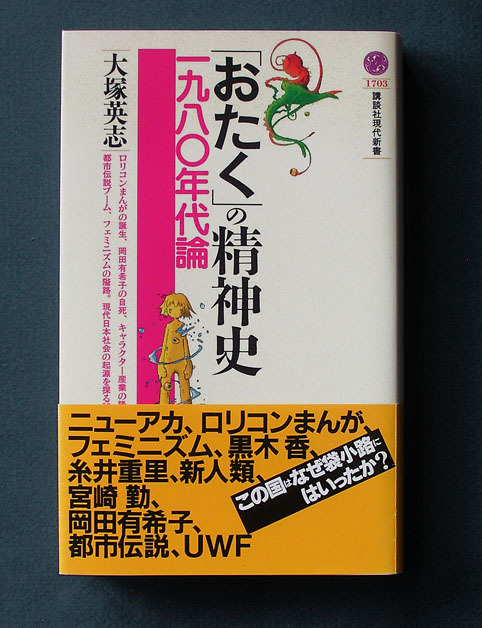 1703
講談社現代新書
「おたく」の精神史
一九八〇年代論
大塚英志
ロリコンまんがの誕生、岡田有希子の自死、キャラクター産業の
都市伝説ブーム、フェミニズムの隘路。現代日本社会の起源を探る
ニューアカ、ロリコンまんが、
フェミニズム、黒木 香、
糸井重里、新人類、
宮崎 勤、
岡田有希子、
都市伝説、UWF
この国はなぜ袋小路に
はいったか?